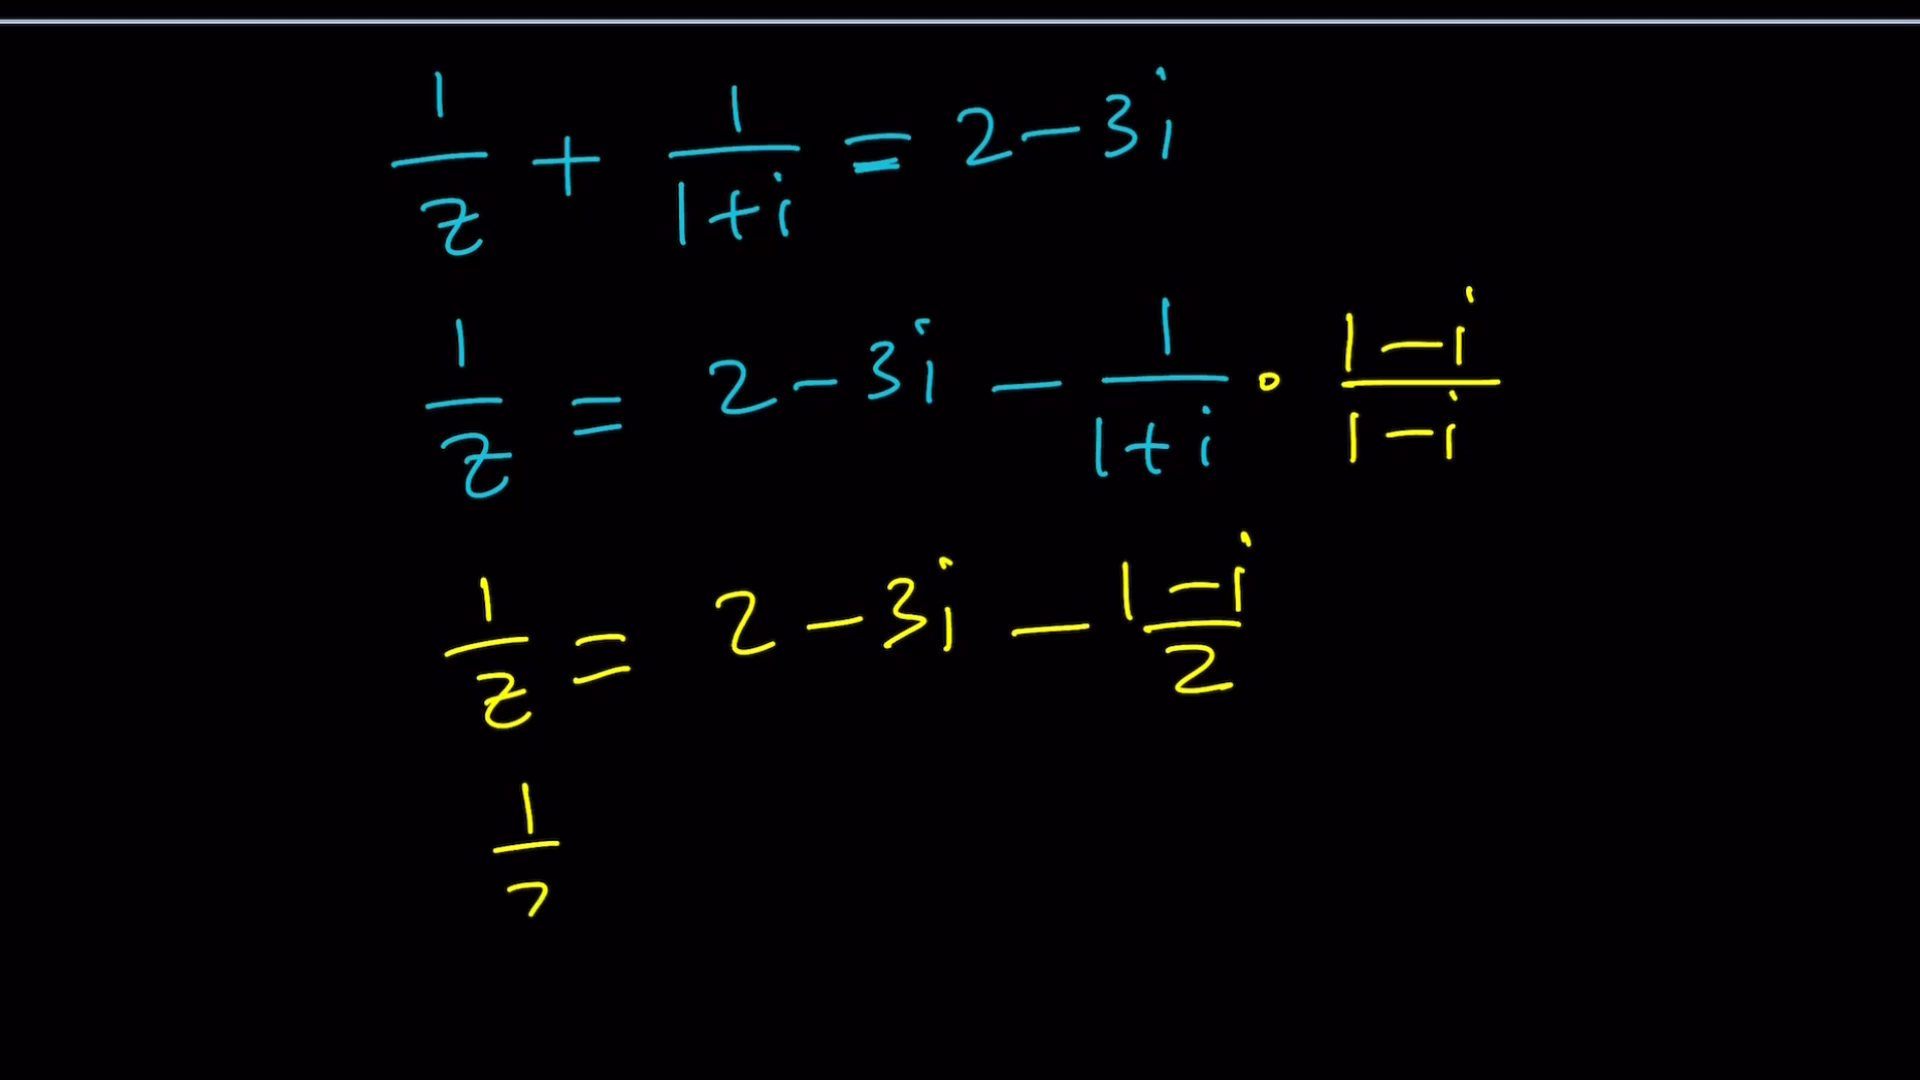 1/z + 1/(1+i) = 2-3i
1/z = 2-3i - 1/(1+i) · (1-i)/(1-i)
1/z = 2-3i - (1-i)/2
1/